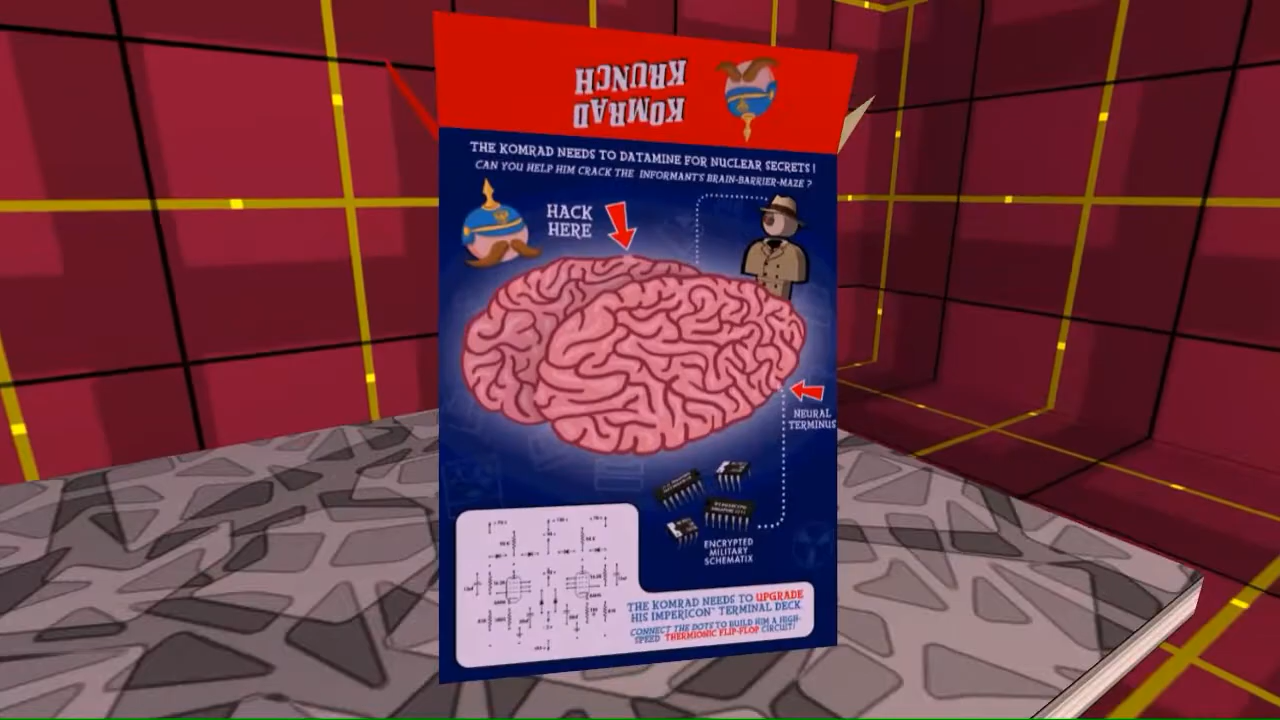 KOMRAD
KRUNCH
THE KOMRAD NEEDS TO DATAMINE FOR NUCLEAR SECRETS!
CAN YOU HELP HIM CRACK THE INFORMANT'S BRAIN-BARRIER-MAZE?
HACK
HERE
NEURAL
TERMINUS
ENCRYPTED
MILITARY
SCHEMATIX
THE KOMRAD NEEDS TO UPGRADE
HIS IMPERICON™ TERMINAL DECK.
CONNECT THE DOTS TO BUILD HIM A HIGH-
SPEED THERMIONIC FLIP-FLOP CIRCUIT!